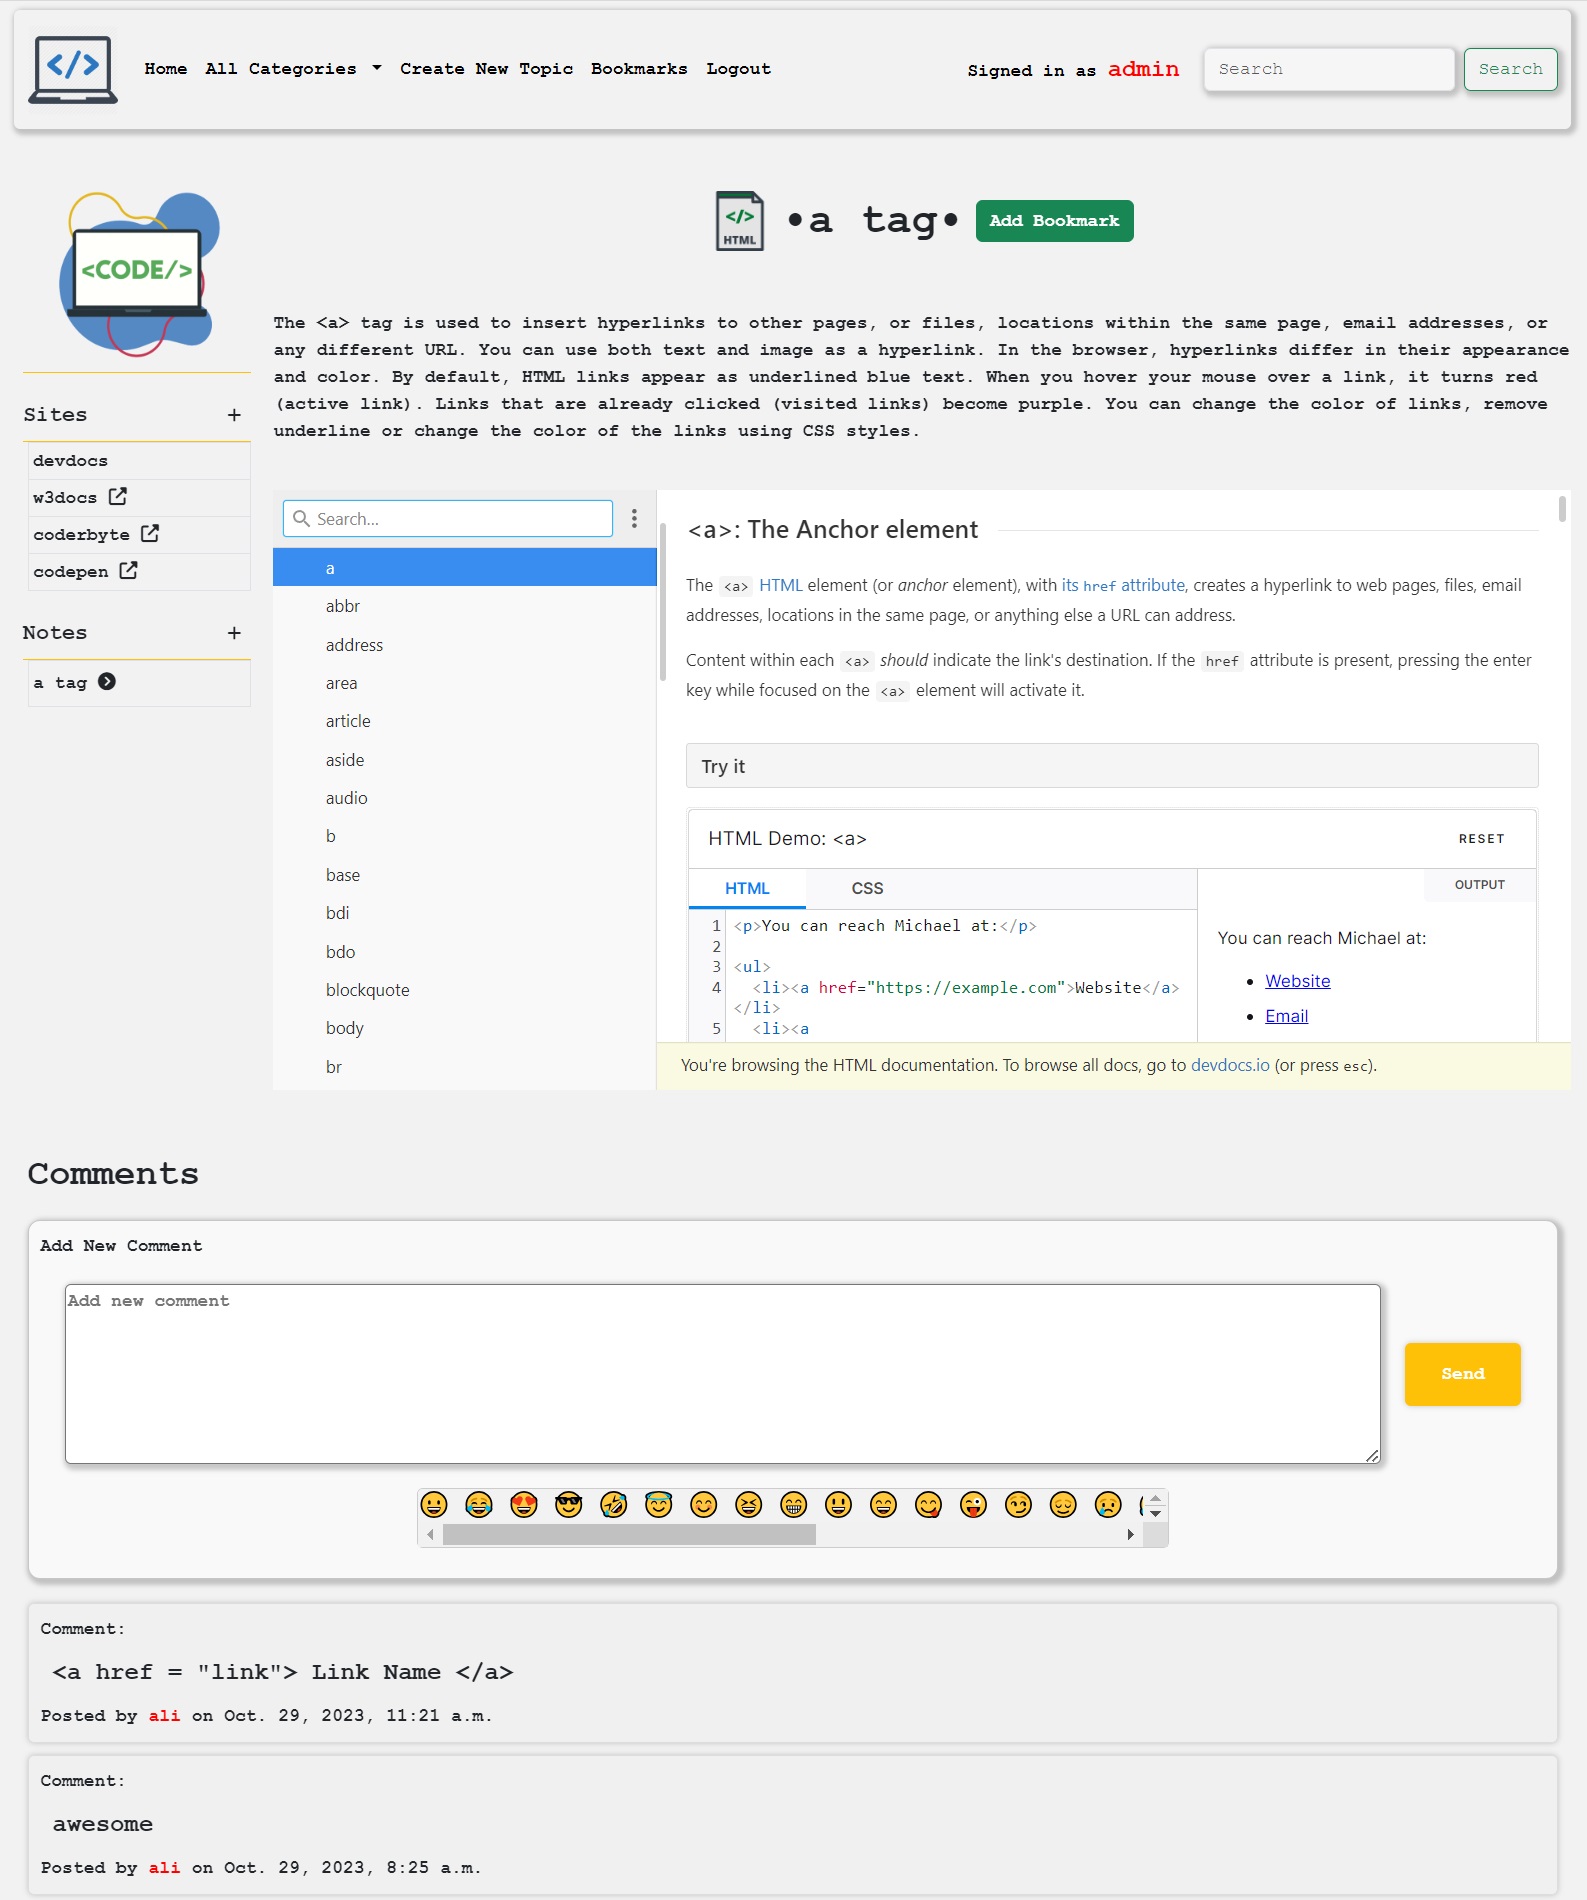 </>
Home All Categories Create New Topic Bookmarks Logout
Signed in as admin
Search
Search
<CODE/>
</>
HTML
•a tag•
Add Bookmark
The <a> tag is used to insert hyperlinks to other pages, or files, locations within the same page, email addresses, or
any different URL. You can use both text and image as a hyperlink. In the browser, hyperlinks differ in their appearance
and color. By default, HTML links appear as underlined blue text. When you hover your mouse over a link, it turns red
(active link). Links that are already clicked (visited links) become purple. You can change the color of links, remove
underline or change the color of the links using CSS styles.
Sites +
devdocs
w3docs
coderbyte
codepen
Notes +
a tag
Search...
a
abbr
address
area
article
aside
audio
b
base
bdi
bdo
blockquote
body
br
<a>: The Anchor element
The <a> HTML element (or anchor element), with its href attribute, creates a hyperlink to web pages, files, email
addresses, locations in the same page, or anything else a URL can address.
Content within each <a> should indicate the link's destination. If the href attribute is present, pressing the enter
key while focused on the <a> element will activate it.
Try it
HTML Demo: <a>
RESET
HTML CSS
1 <p>You can reach Michael at:</p>
2
3 <ul>
4 <li><a href="https://example.com">Website</a>
</li>
5 <li><a
OUTPUT
You can reach Michael at:
• Website
• Email
You're browsing the HTML documentation. To browse all docs, go to devdocs.io (or press esc).
Comments
Add New Comment
Add new comment
Send
Comment:
<a href = "link"> Link Name </a>
Posted by ali on Oct. 29, 2023, 11:21 a.m.
Comment:
awesome
Posted by ali on Oct. 29, 2023, 8:25 a.m.